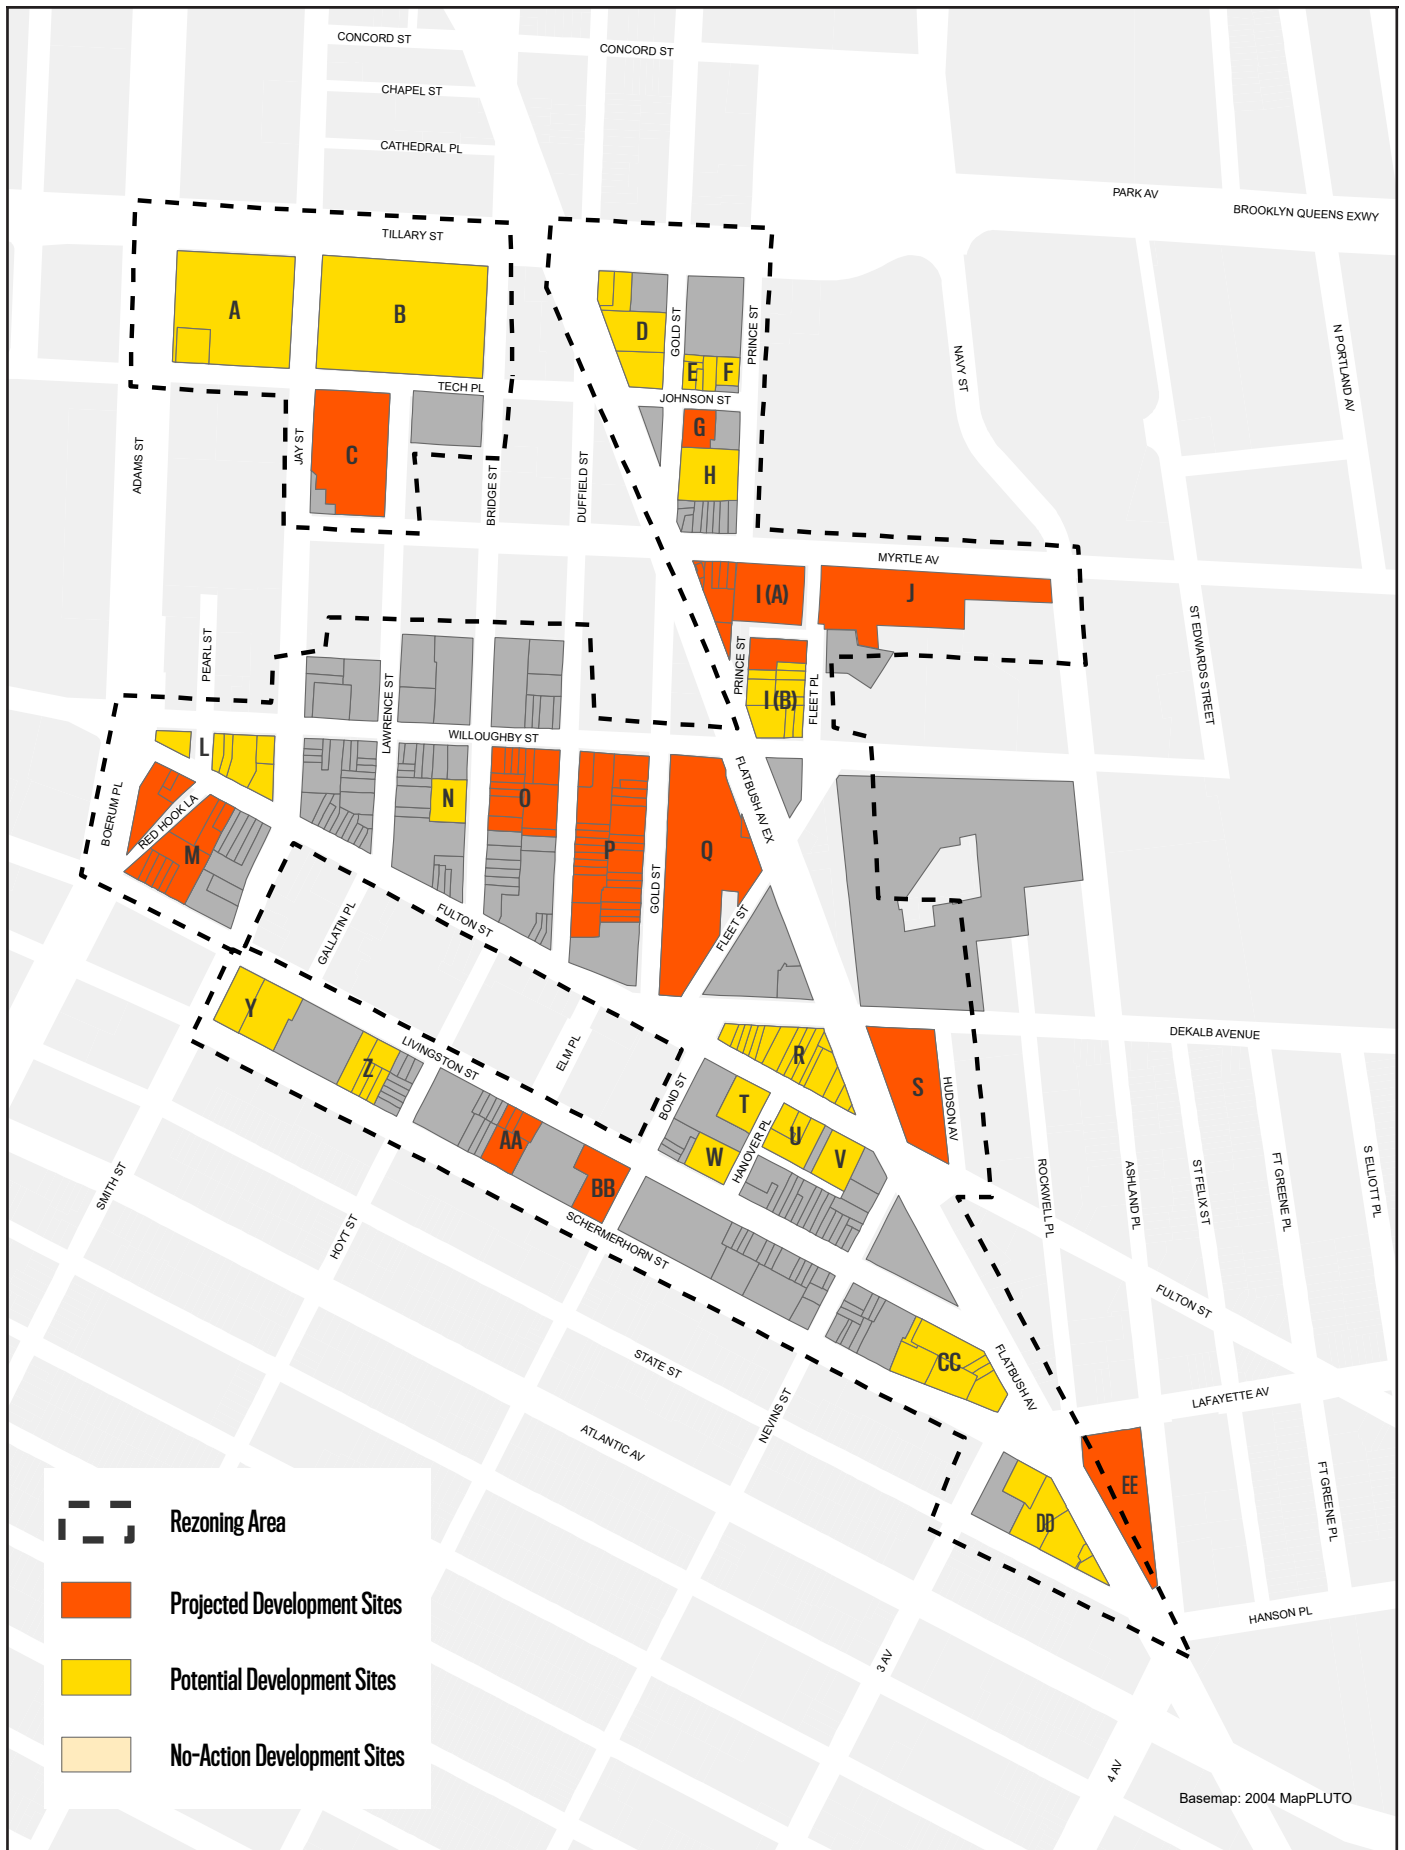 CONCORD ST
CONCORD ST
CHAPEL ST
CATHEDRAL PL
PARK AV
BROOKLYN QUEENS EXWY
TILLARY ST
A
B
D
GOLD ST
PRINCE ST
E
F
NAVY ST
N PORTLAND AV
TECH PL
JOHNSON ST
ADAMS ST
JAY ST
C
BRIDGE ST
DUFFIELD ST
G
H
MYRTLE AV
I (A)
J
PEARL ST
LAWRENCE ST
PRINCE ST
I (B)
FLEET PL
ST EDWARDS STREET
WILLOUGHBY ST
L
BOERUM PL
RED HOOK LA
M
N
O
P
GOLD ST
Q
FLATBUSH AV EX
FLEET ST
GALLATIN PL
FULTON ST
Y
Z
LIVINGSTON ST
ELM PL
BOND ST
R
S
HUDSON AV
DEKALB AVENUE
T
U
V
W
HANOVER PL
AA
BB
SMITH ST
HOYT ST
SCHERMERHORN ST
ROCKWELL PL
ASHLAND PL
ST FELIX ST
FT GREENE PL
S ELLIOTT PL
FULTON ST
STATE ST
NEVINS ST
ATLANTIC AV
CC
FLATBUSH AV
LAFAYETTE AV
EE
DD
FT GREENE PL
HANSON PL
3 AV
4 AV
Rezoning Area
Projected Development Sites
Potential Development Sites
No-Action Development Sites
Basemap: 2004 MapPLUTO